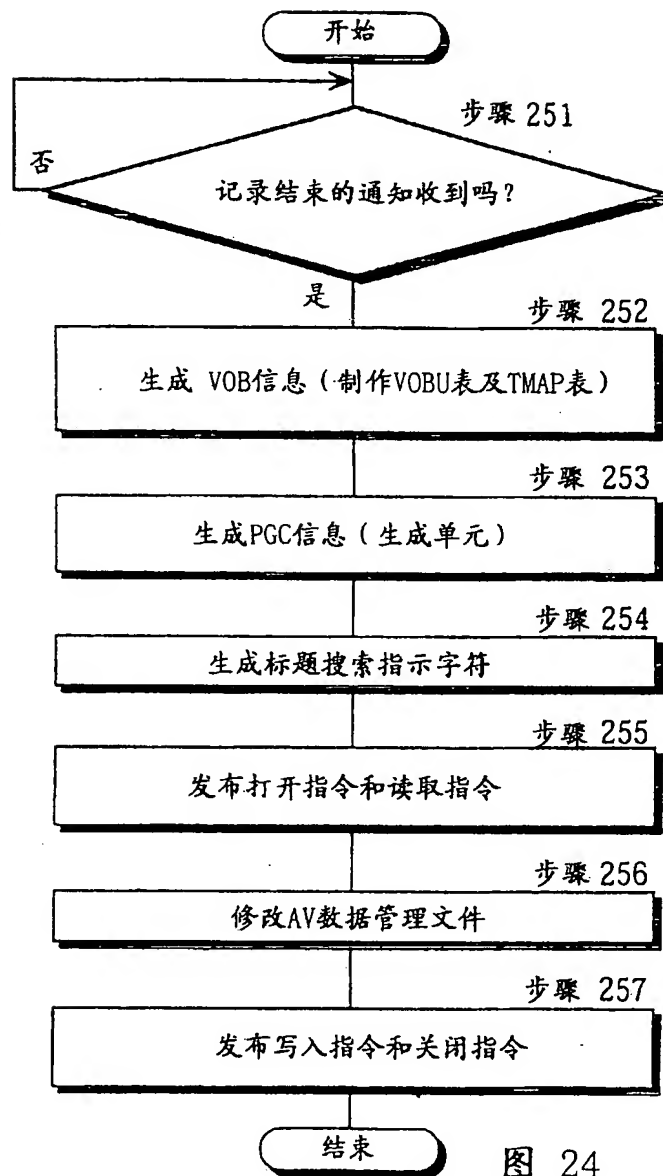 开始
步骤 251
否
记录结束的通知收到吗？
是
步骤 252
生成 VOB信息（制作VOBU表及TMAP表）
步骤 253
生成PGC信息（生成单元）
步骤 254
生成标题搜索指示字符
步骤 255
发布打开指令和读取指令
步骤 256
修改AV数据管理文件
步骤 257
发布写入指令和关闭指令
结束
图 24